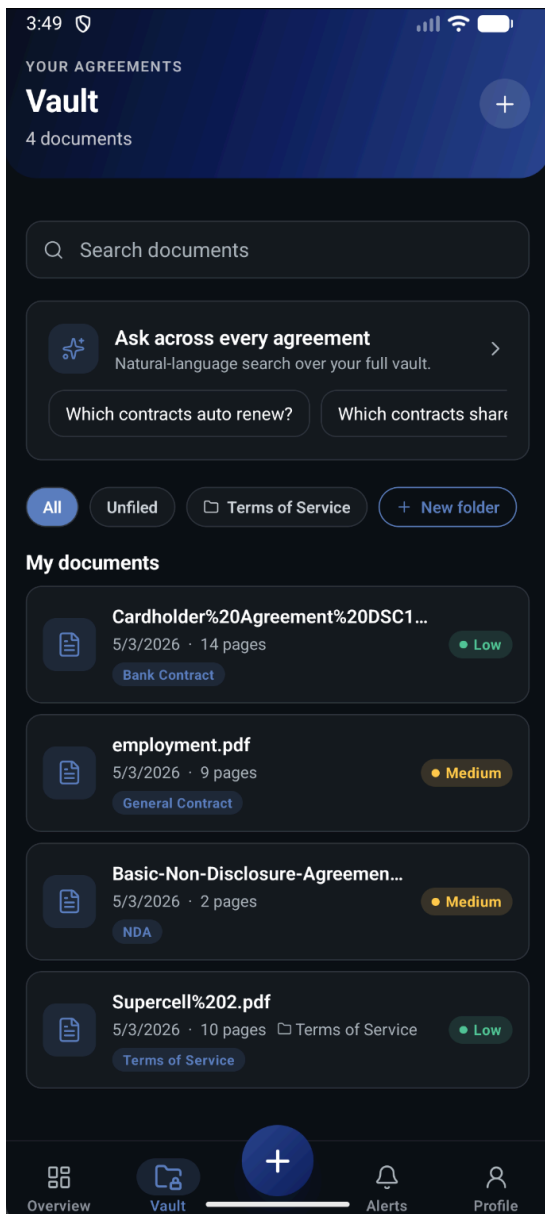 3:49
YOUR AGREEMENTS
Vault
4 documents
Search documents
Ask across every agreement
Natural-language search over your full vault.
Which contracts auto renew?
Which contracts share
All
Unfiled
Terms of Service
+ New folder
My documents
Cardholder%20Agreement%20DSC1...
5/3/2026 · 14 pages
Low
Bank Contract
employment.pdf
5/3/2026 · 9 pages
Medium
General Contract
Basic-Non-Disclosure-Agreemen...
5/3/2026 · 2 pages
Medium
NDA
Supercell%202.pdf
5/3/2026 · 10 pages Terms of Service
Low
Terms of Service
Overview
Vault
Alerts
Profile